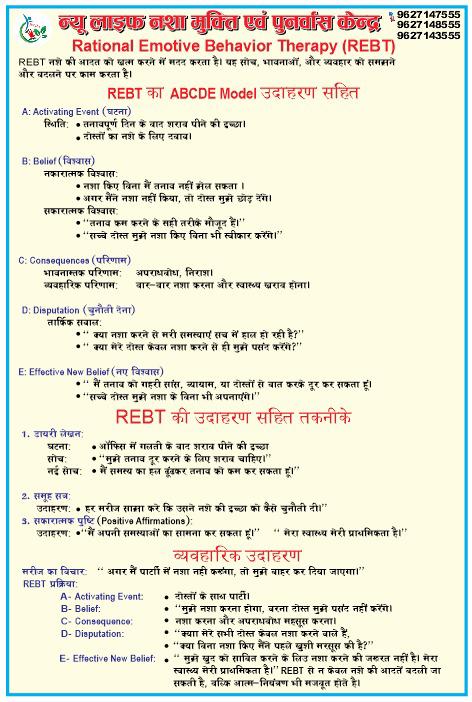 न्यू लाइफ नशा मुक्ति एवं पुनर्वास केन्द्र
9627147555
9627148555
9627143555
Rational Emotive Behavior Therapy (REBT)
REBT नशे की आदत को खत्म करने में मदद करता है। यह सोच, भावनाओं, और व्यवहार को समझने
और बदलने पर काम करता है।
REBT का ABCDE Model उदाहरण सहित
A: Activating Event (घटना)
स्थिति: • तनावपूर्ण दिन के बाद शराब पीने की इच्छा।
• दोस्तों का नशे के लिए दबाव।
B: Belief (विश्वास)
नकारात्मक विश्वास:
• नशा किए बिना मैं तनाव नहीं झेल सकता ।
• अगर मैंने नशा नहीं किया, तो दोस्त मुझे छोड़ देंगे।
सकारात्मक विश्वास:
• "तनाव कम करने के सही तरीके मौजूद हैं।"
• "सच्चे दोस्त मुझे नशा किए बिना भी स्वीकार करेंगे।"
C: Consequences (परिणाम)
भावनात्मक परिणाम: अपराधबोध, निराशा।
व्यवहारिक परिणाम: बार-बार नशा करना और स्वास्थ्य खराब होना।
D: Disputation (चुनौती देना)
तार्किक सवाल:
• " क्या नशा करने से मरी समस्याएं सच में हाल हो रही है?"
• " क्या मेरे दोस्त केवल नशा करने से ही मुझे पसंद करेंगे?"
E: Effective New Belief (नए विश्वास)
• " मैं तनाव को गहरी सांस, व्यायाम, या दोस्तों से बात करके दूर कर सकता हूं।
• "सच्चे दोस्त मुझे नशा के बिना भी अपनाएंगे।"
REBT की उदाहरण सहित तकनीके
1. डायरी लेखन:
घटना: • ऑफिस में गलती के बाद शराब पीने की इच्छा
सोच: • "मुझे तनाव दूर करने के लिए शराब चाहिए।"
नई सोच: • मैं समस्य का हल ढूंढकर तनाव को कम कर सकता हूं।"
2. समूह सत्र:
उदाहरण: • हर मरीज साझा करे कि उसने नशे की इच्छा को कैसे चुनौती दी।"
3. सकारात्मक पुष्टि (Positive Affirmations):
उदाहरण: • "मैं अपनी समस्याओं का सामना कर सकता हूं।" " मेरा स्वास्थ्य मेरी प्राथमिकता है।"
व्यवहारिक उदाहरण
मरीज का विचार: " अगर मैं पार्टी में नशा नही करूंगा, तो मुझे बाहर कर दिया जाएगा।"
REBT प्रक्रिया:
A- Activating Event: • दोस्तों के साथ पार्टी।
B- Belief: • "मुझे नशा करना होगा, वरना दोस्त मुझे पसंद नहीं करेंगे।
C- Consequence: • नशा करना और अपराधबोध महसूस करना।
D- Disputation: • "क्या मेरे सभी दोस्त केवल नशा करने वाले हैं,
• "क्या बिना नशा किए मैंने पहले खुशी महसूस की है?"
E- Effective New Belief: • " मुझे खुद को साबित करने के लिउ नशा करने की जरूरत नहीं है। मेरा
स्वास्थ्य मेरी प्राथमिकता है।" REBT से न केवल नशे की आदतें बदली जा
सकती है, बल्कि आत्म-नियंत्रण भी मजबूत होते है।